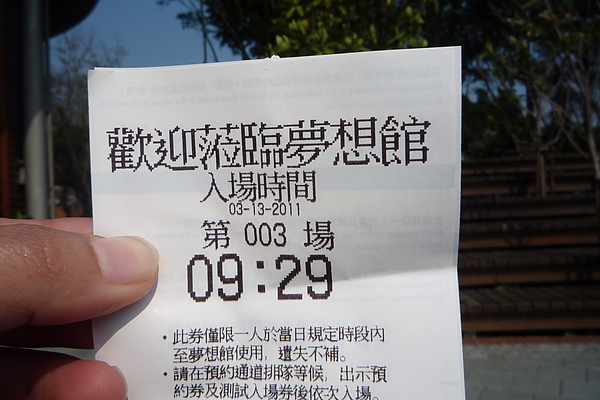 歡迎蒞臨夢想館
入場時間
03-13-2011
第 003 場
09:29
・此券僅限一人於當日規定時段內
至夢想館使用，遺失不補。
・請在預約通道排隊等候，出示預
約券及測試入場券後依次入場。